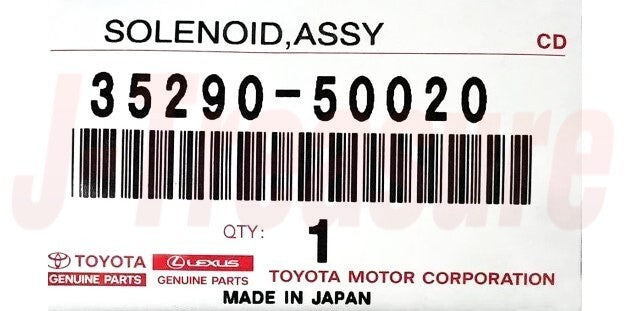 SOLENOID,ASSY
CD
35290-50020
J-Treasure
QTY: 1
TOYOTA LEXUS
GENUINE PARTS GENUINE PARTS TOYOTA MOTOR CORPORATION
MADE IN JAPAN